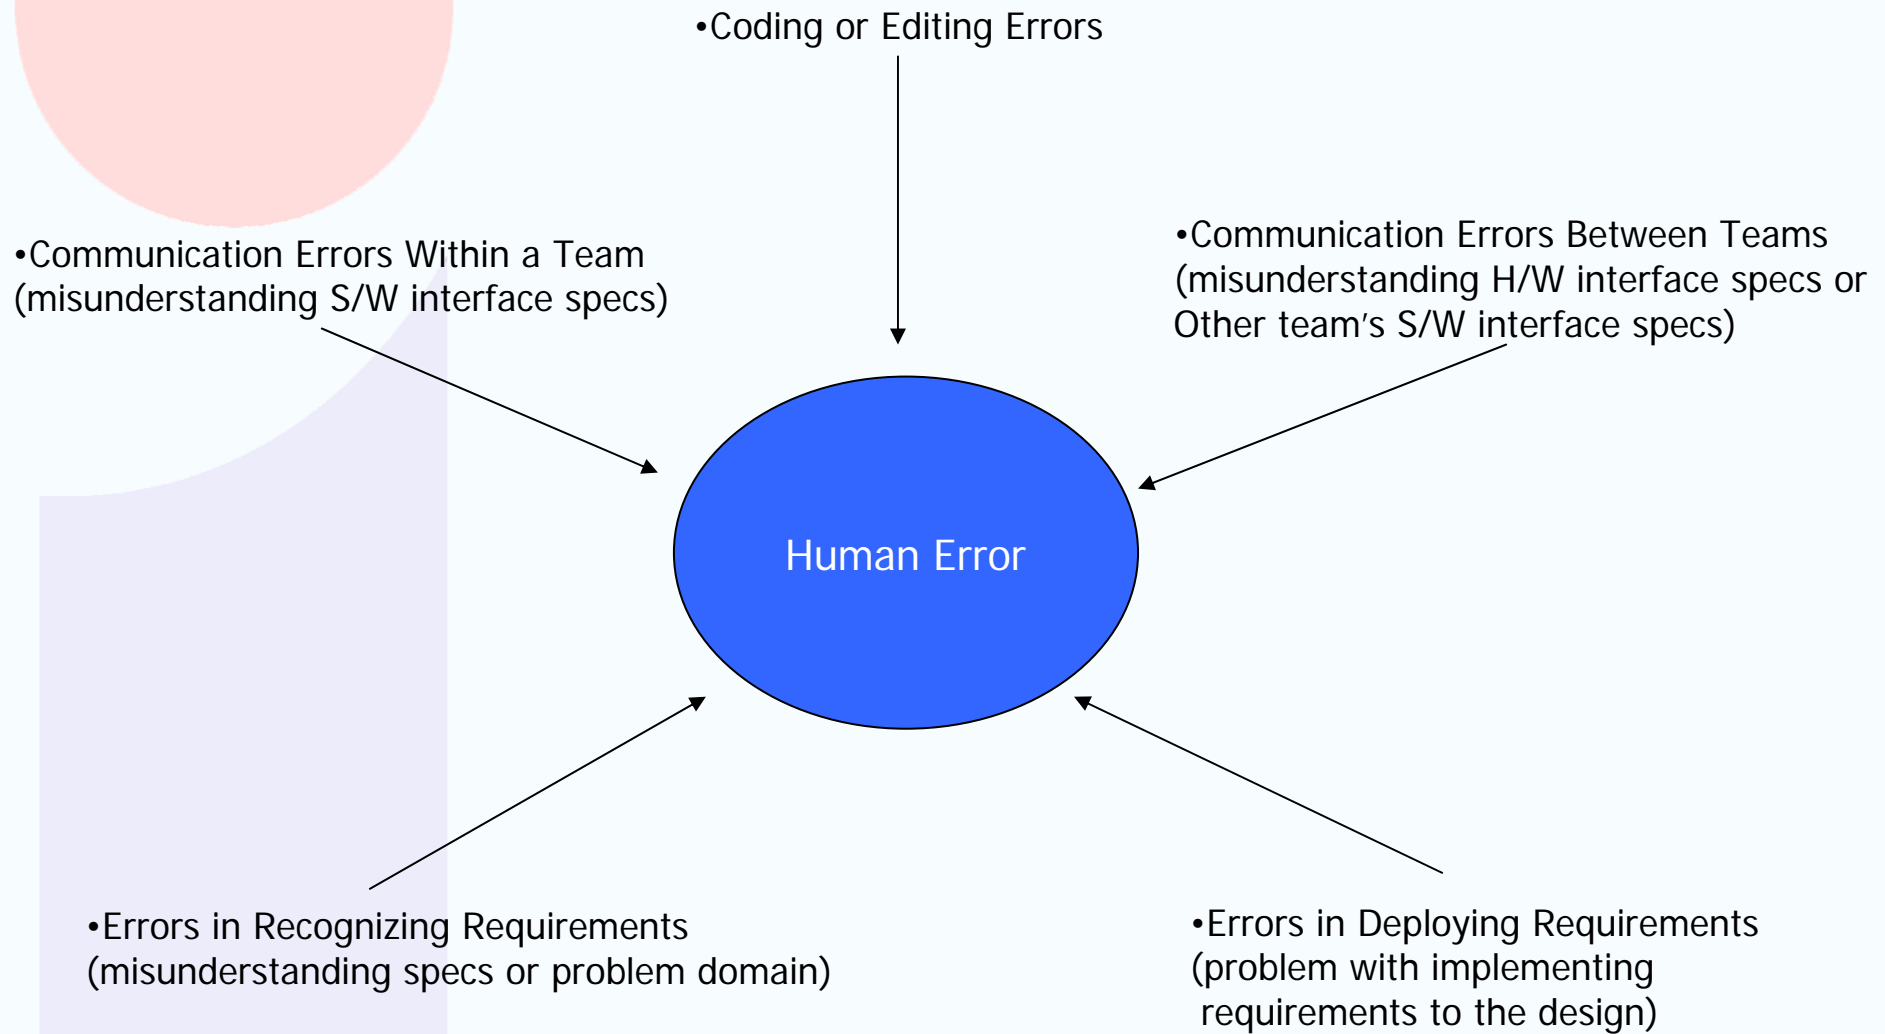 •Coding or Editing Errors
•Communication Errors Within a Team
(misunderstanding S/W interface specs)
•Communication Errors Between Teams
(misunderstanding H/W interface specs or
Other team’s S/W interface specs)
Human Error
•Errors in Recognizing Requirements
(misunderstanding specs or problem domain)
•Errors in Deploying Requirements
(problem with implementing
requirements to the design)